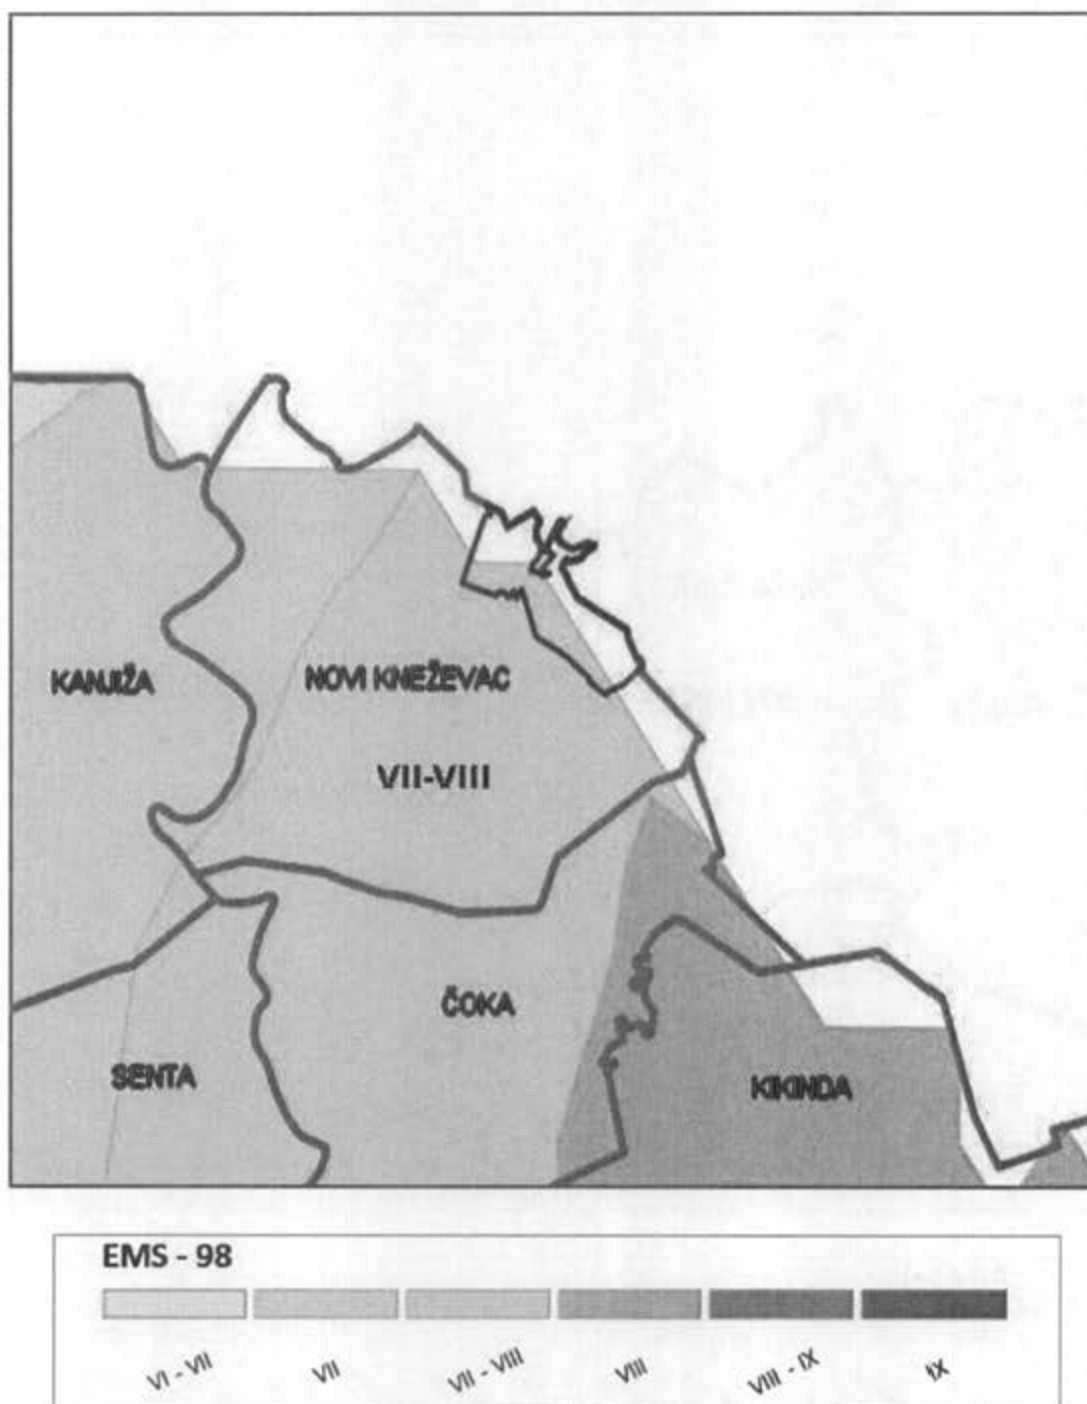 KANJIŽA
NOVI KNEŽEVAC
VII-VIII
ČOKA
SENTA
KIKINDA
EMS - 98
VI - VII
VII
VII - VIII
VIII
VIII - IX
IX